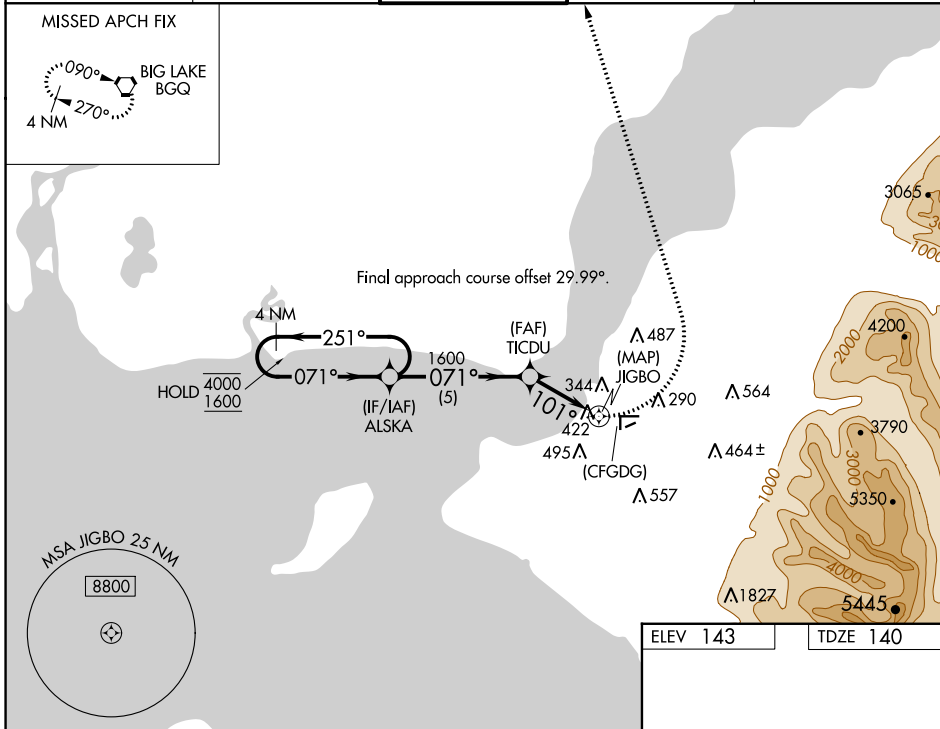 MISSED APCH FIX
090°
BIG LAKE
BGQ
270°
4 NM
3065
1000
Final approach course offset 29.99°.
4 NM
251°
HOLD
4000
1600
071°
(IF/IAF)
ALSKA
1600
071°
(5)
(FAF)
TICDU
101°
487
(MAP)
JIGBO
344
422
290
564
495
(CFGDG)
464±
557
4200
2000
3790
3000
1000
5350
4000
1827
5445
MSA JIGBO 25 NM
8800
ELEV 143
TDZE 140